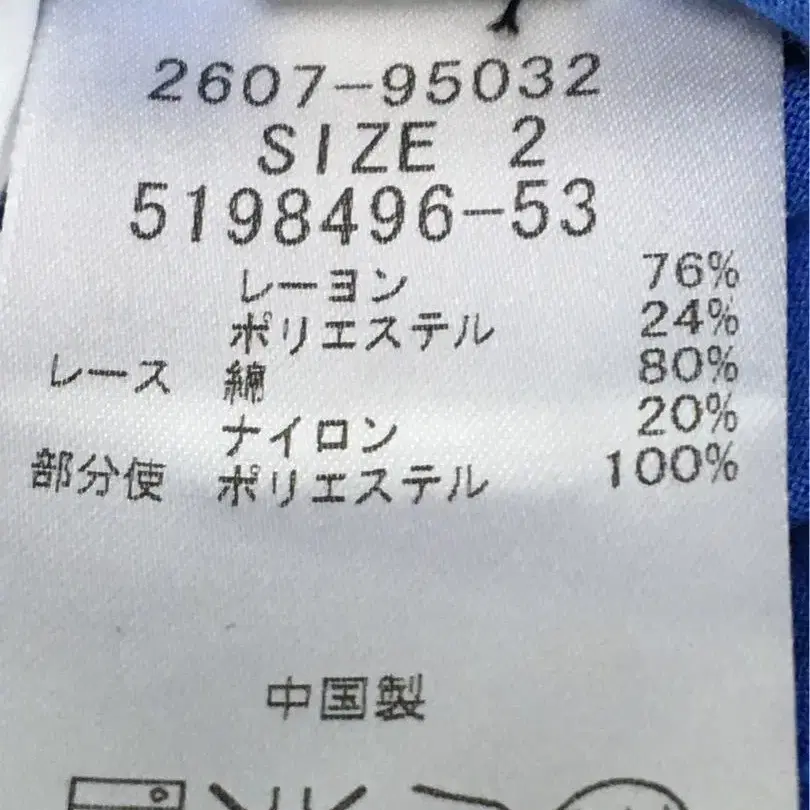 2607-95032
SIZE 2
5198496-53
レーヨン 76%
ポリエステル 24%
レース 綿 80%
ナイロン 20%
部分使 ポリエステル 100%
中国製